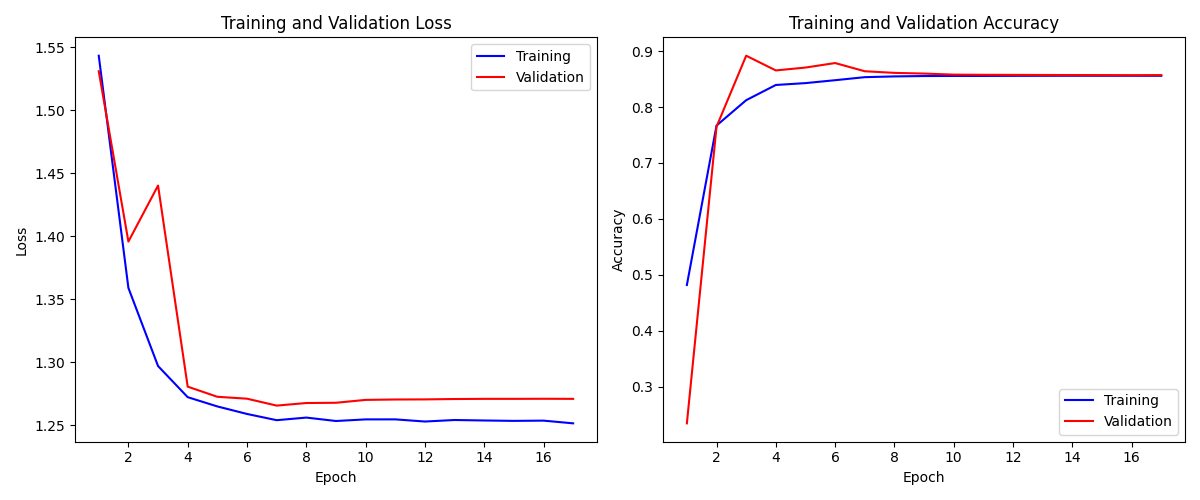 Training and Validation Loss
1.55
1.50
1.45
1.40
1.35
1.30
1.25
Loss
2 4 6 8 10 12 14 16
Epoch
Training
Validation
Training and Validation Accuracy
0.9
0.8
0.7
0.6
0.5
0.4
0.3
Accuracy
2 4 6 8 10 12 14 16
Epoch
Training
Validation